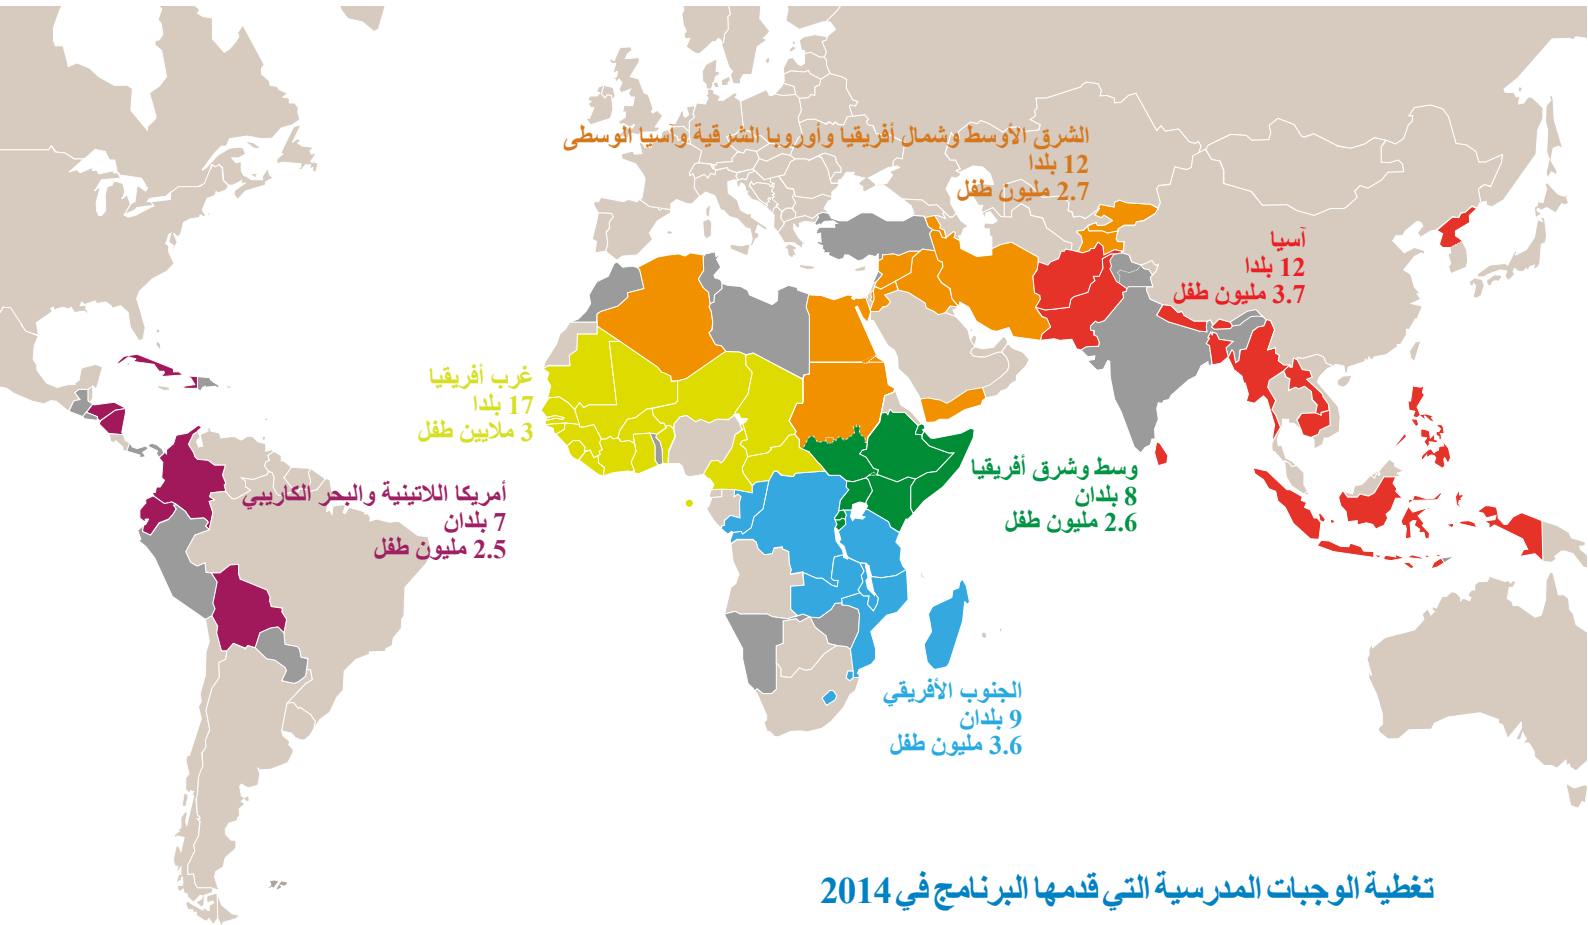 الشرق الأوسط وشمال أفريقيا وأوروبا الشرقية وآسيا الوسطى
12 بلدا
2.7 مليون طفل
آسيا
12 بلدا
3.7 مليون طفل
غرب أفريقيا
17 بلدا
3 ملايين طفل
وسط وشرق أفريقيا
8 بلدان
2.6 مليون طفل
أمريكا اللاتينية والبحر الكاريبي
7 بلدان
2.5 مليون طفل
الجنوب الأفريقي
9 بلدان
3.6 مليون طفل
تغطية الوجبات المدرسية التي قدمها البرنامج في 2014